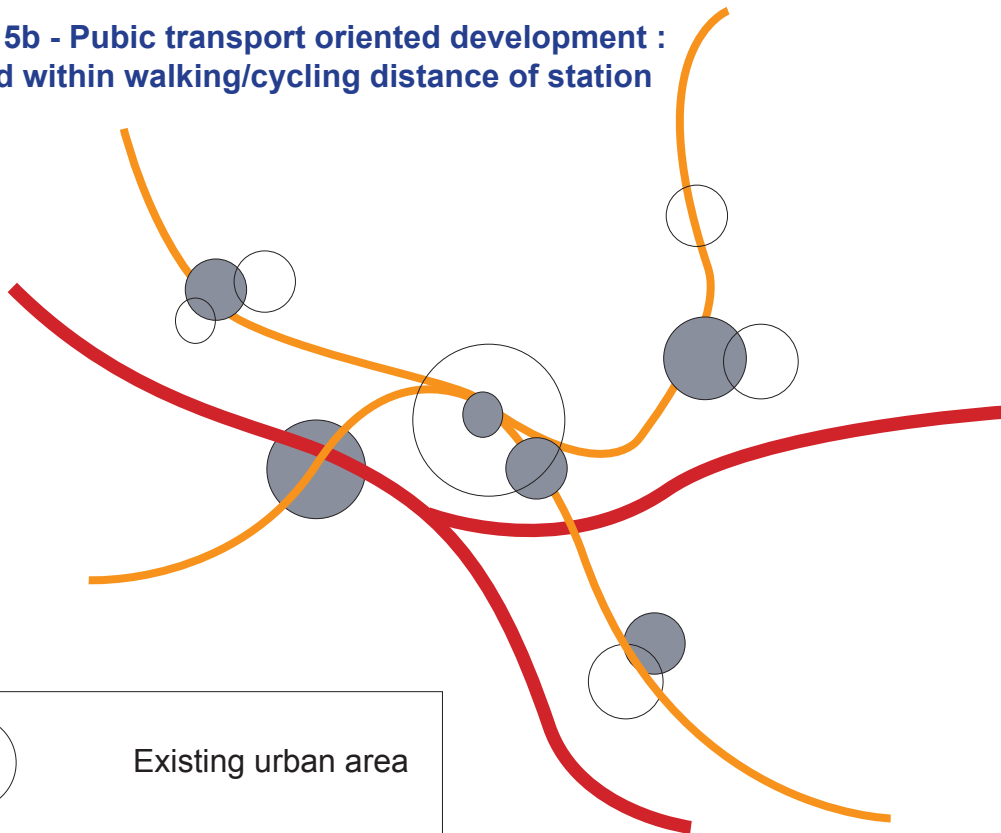 5b - Pubic transport oriented development :
within walking/cycling distance of station
Existing urban area